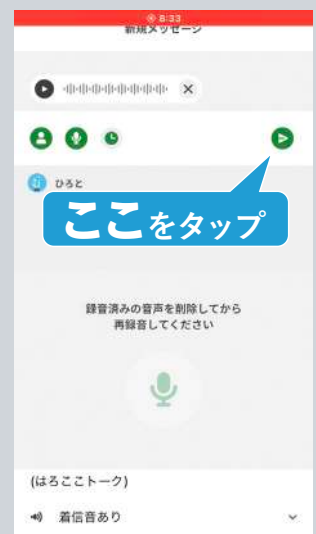 8:33
新規メッセージ
ひろと
ここをタップ
録音済みの音声を削除してから
再録音してください
(はろここトーク)
着信音あり